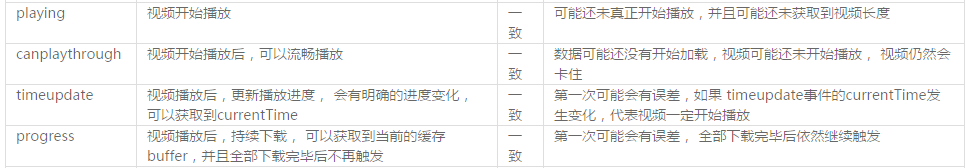 playing 视频开始播放 一致 可能还未真正开始播放，并且可能还未获取到视频长度
canplaythrough 视频开始播放后，可以流畅播放 一致 数据可能还没有开始加载，视频可能还未开始播放， 视频仍然会
卡住
timeupdate 视频播放后，更新播放进度， 会有明确的进度变化， 一致 第一次可能会有误差，如果 timeupdate事件的currentTime发
可以获取到currentTime 生变化，代表视频一定开始播放
progress 视频播放后，持续下载， 可以获取到当前的缓存 一致 第一次可能会有误差， 全部下载完毕后依然继续触发
buffer，并且全部下载完毕后不再触发